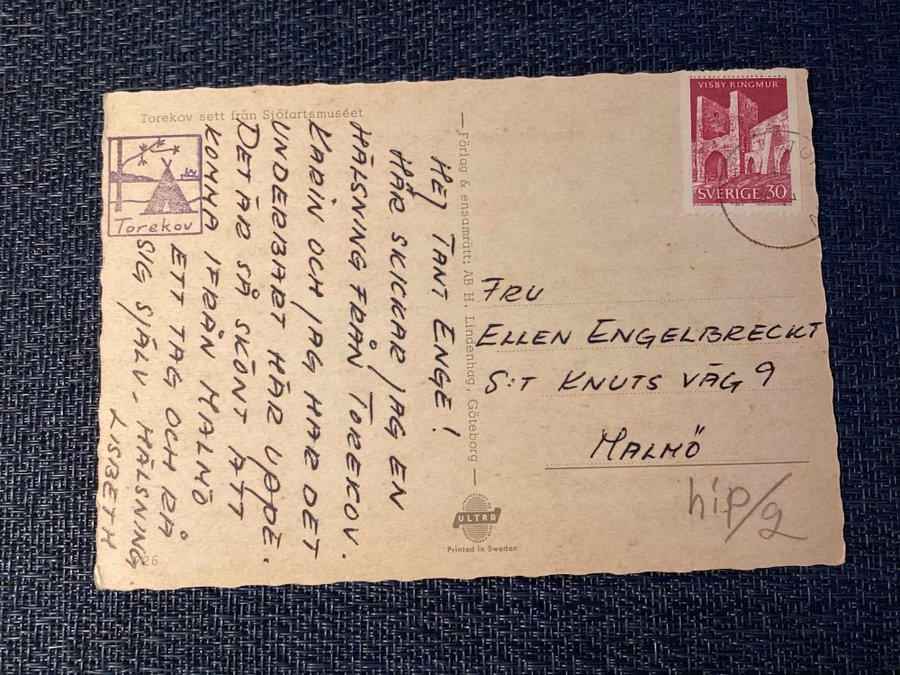 Torekov sett från Sjöfartsmuséet
Torekov
HEJ TANT ENGE!
HÄR SKICKAR JAG EN
HÄLSNING FRÅN TOREKOV.
KARIN OCH JAG HAR DET
UNDERBART HÄR UPPE.
DET ÄR SÅ SKÖNT ATT
KOMMA IFRÅN MALMÖ
ETT TAG OCH RÅ
SIG SJÄLV. HÄLSNING
LISBETH
— Förlag & ensamrätt: AB H. Lindenhag, Göteborg —
VISBY RINGMUR
SVERIGE 30
FRU
ELLEN ENGELBRECKT
S:T KNUTS VÄG 9
MALMÖ
hip/g
ULTRA
Printed in Sweden